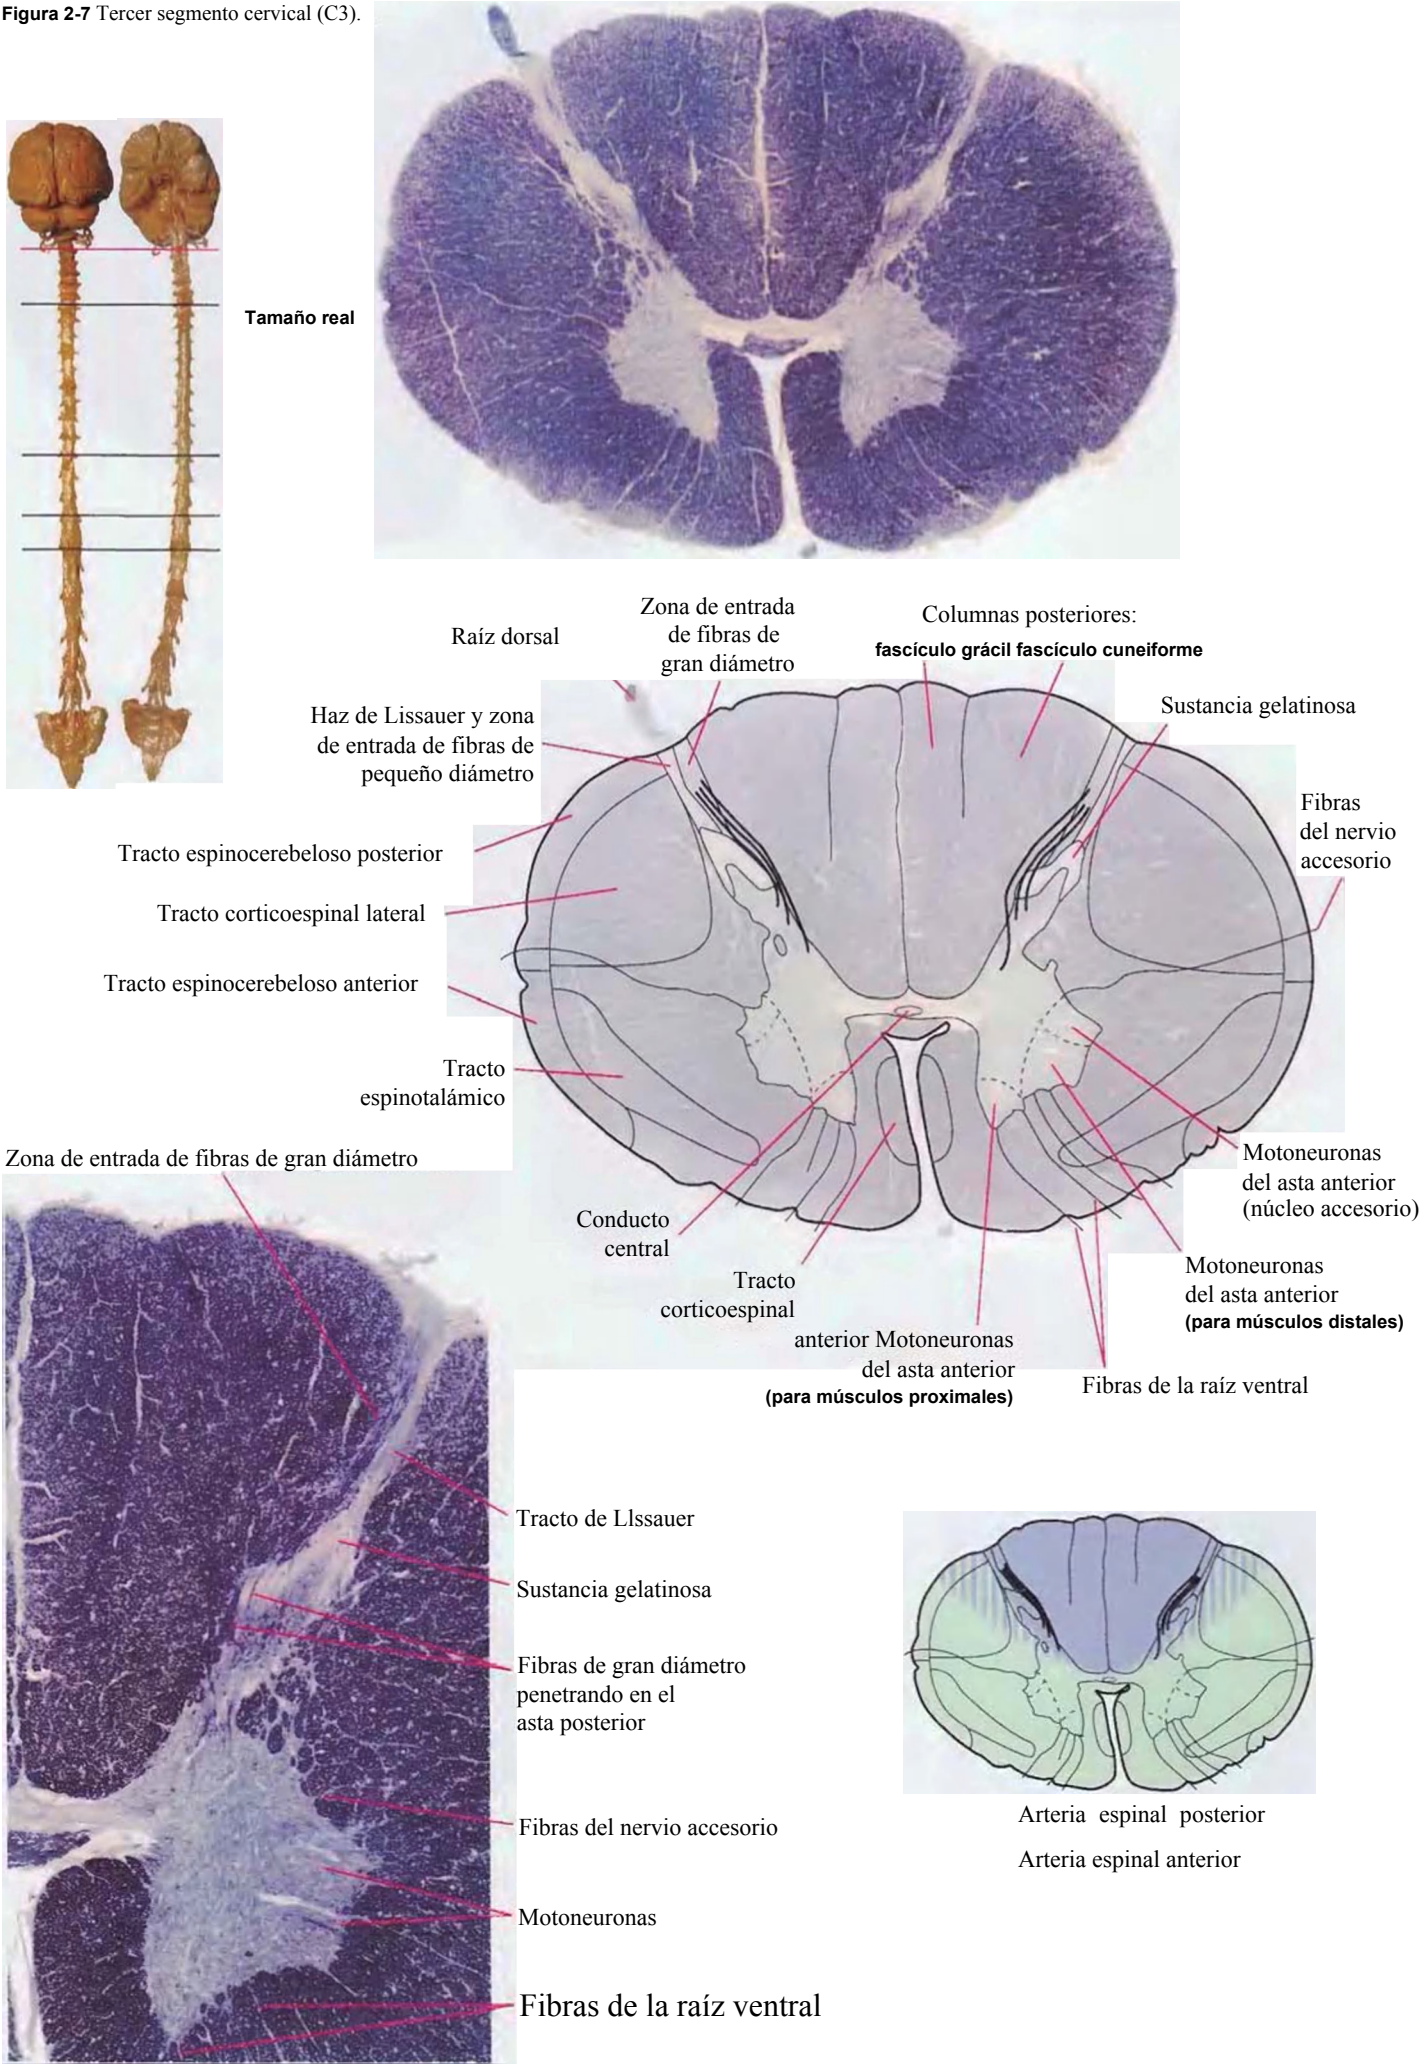 Figura 2-7 Tercer segmento cervical (C3).
Tamaño real
Raíz dorsal
Zona de entrada
de fibras de
gran diámetro
Columnas posteriores:
fascículo grácil fascículo cuneiforme
Haz de Lissauer y zona
de entrada de fibras de
pequeño diámetro
Sustancia gelatinosa
Fibras
del nervio
accesorio
Tracto espinocerebeloso posterior
Tracto corticoespinal lateral
Tracto espinocerebeloso anterior
Tracto
espinotalámico
Zona de entrada de fibras de gran diámetro
Motoneuronas
del asta anterior
(núcleo accesorio)
Conducto
central
Motoneuronas
del asta anterior
(para músculos distales)
Tracto
corticoespinal
anterior Motoneuronas
del asta anterior
(para músculos proximales)
Fibras de la raíz ventral
Tracto de Llssauer
Sustancia gelatinosa
Fibras de gran diámetro
penetrando en el
asta posterior
Fibras del nervio accesorio
Motoneuronas
Fibras de la raíz ventral
Arteria espinal posterior
Arteria espinal anterior